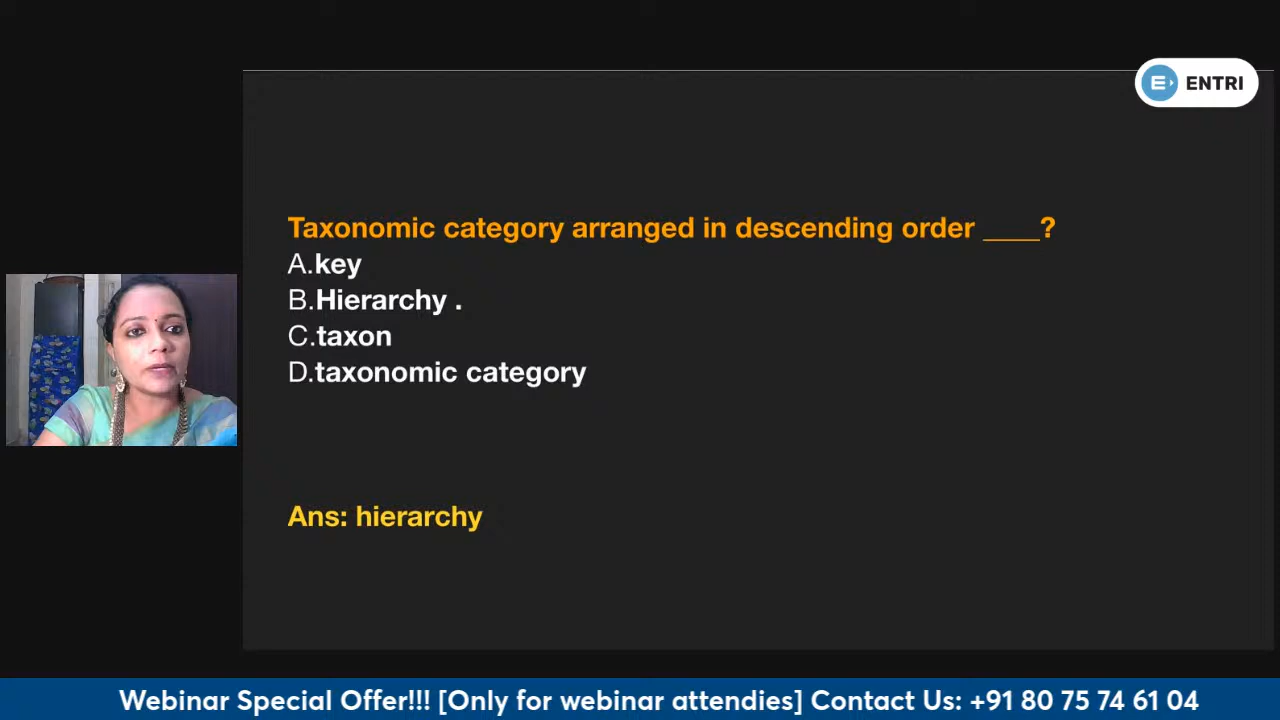 ENTRI
Taxonomic category arranged in descending order ____?
A.key
B.Hierarchy .
C.taxon
D.taxonomic category
Ans: hierarchy
Webinar Special Offer!!! [Only for webinar attendies] Contact Us: +91 80 75 74 61 04